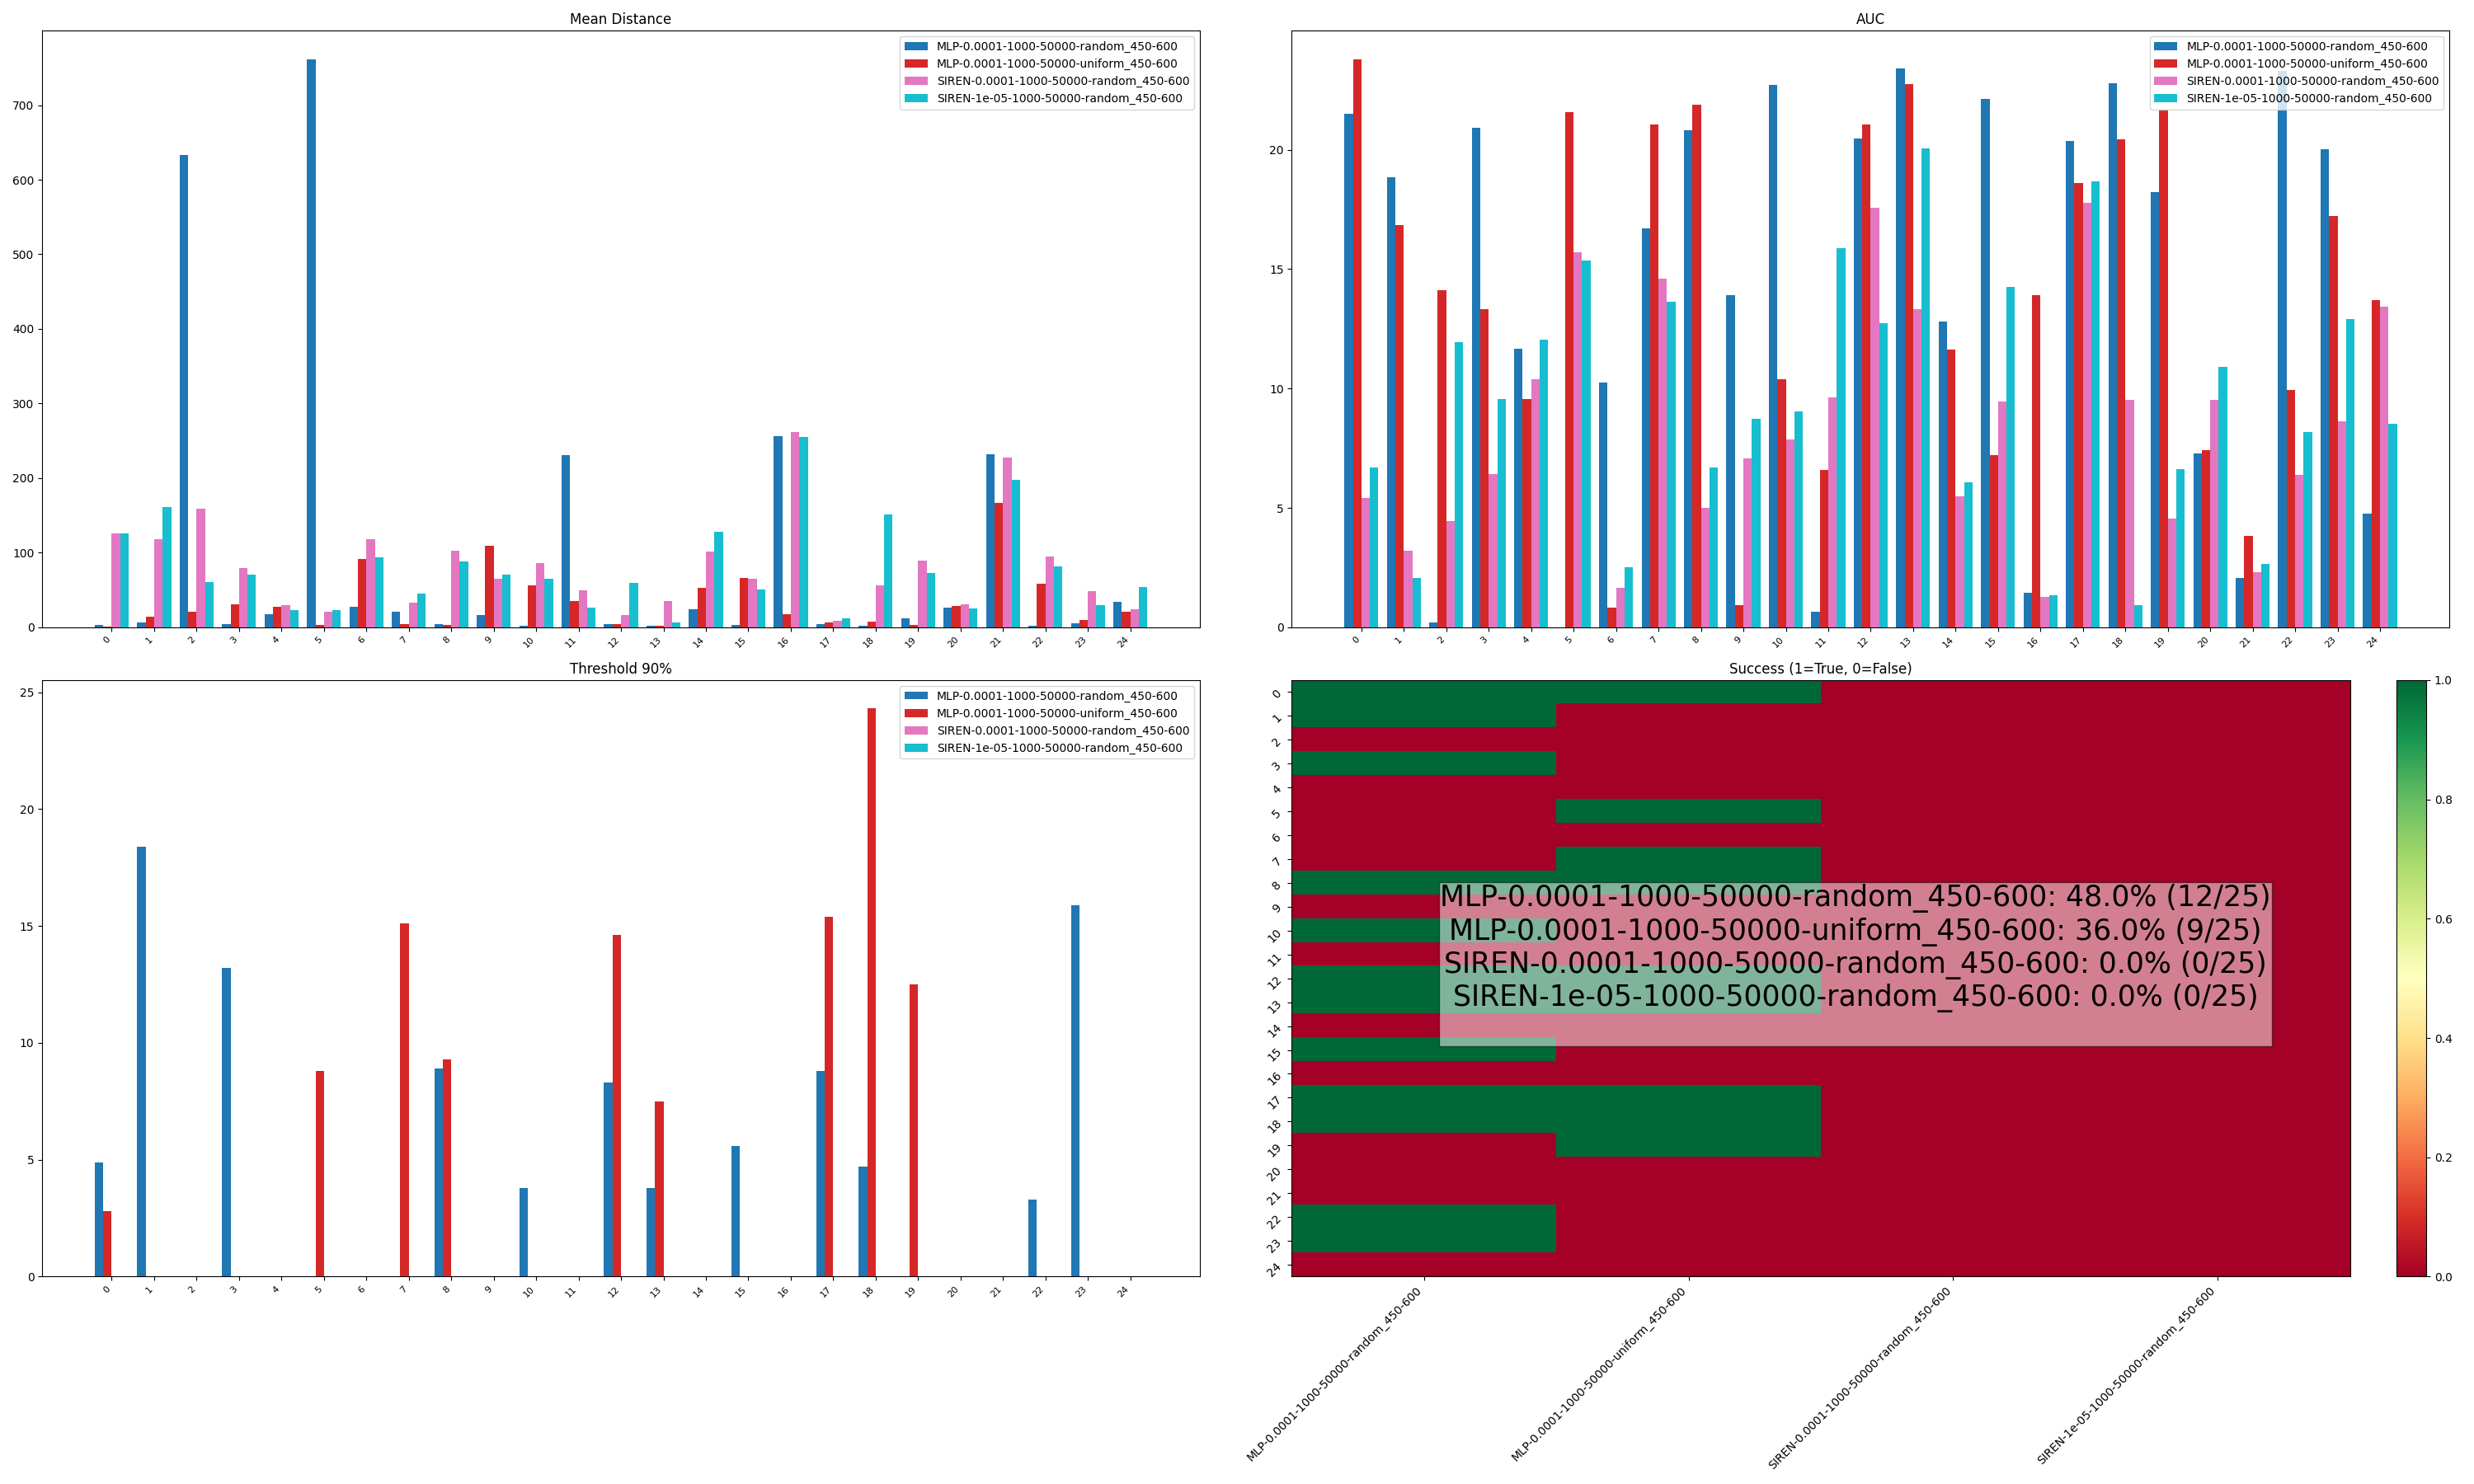 Mean Distance
700
600
500
400
300
200
100
0
MLP-0.0001-1000-50000-random_450-600
MLP-0.0001-1000-50000-uniform_450-600
SIREN-0.0001-1000-50000-random_450-600
SIREN-1e-05-1000-50000-random_450-600
0 1 2 3 4 5 6 7 8 9 10 11 12 13 14 15 16 17 18 19 20 21 22 23 24
AUC
20
15
10
5
0
MLP-0.0001-1000-50000-random_450-600
MLP-0.0001-1000-50000-uniform_450-600
SIREN-0.0001-1000-50000-random_450-600
SIREN-1e-05-1000-50000-random_450-600
0 1 2 3 4 5 6 7 8 9 10 11 12 13 14 15 16 17 18 19 20 21 22 23 24
Threshold 90%
25
20
15
10
5
0
MLP-0.0001-1000-50000-random_450-600
MLP-0.0001-1000-50000-uniform_450-600
SIREN-0.0001-1000-50000-random_450-600
SIREN-1e-05-1000-50000-random_450-600
0 1 2 3 4 5 6 7 8 9 10 11 12 13 14 15 16 17 18 19 20 21 22 23 24
Success (1=True, 0=False)
0
1
2
3
4
5
6
7
8
9
10
11
12
13
14
15
16
17
18
19
20
21
22
23
24
MLP-0.0001-1000-50000-random_450-600: 48.0% (12/25)
MLP-0.0001-1000-50000-uniform_450-600: 36.0% (9/25)
SIREN-0.0001-1000-50000-random_450-600: 0.0% (0/25)
SIREN-1e-05-1000-50000-random_450-600: 0.0% (0/25)
MLP-0.0001-1000-50000-random_450-600
MLP-0.0001-1000-50000-uniform_450-600
SIREN-0.0001-1000-50000-random_450-600
SIREN-1e-05-1000-50000-random_450-600
1.0
0.8
0.6
0.4
0.2
0.0